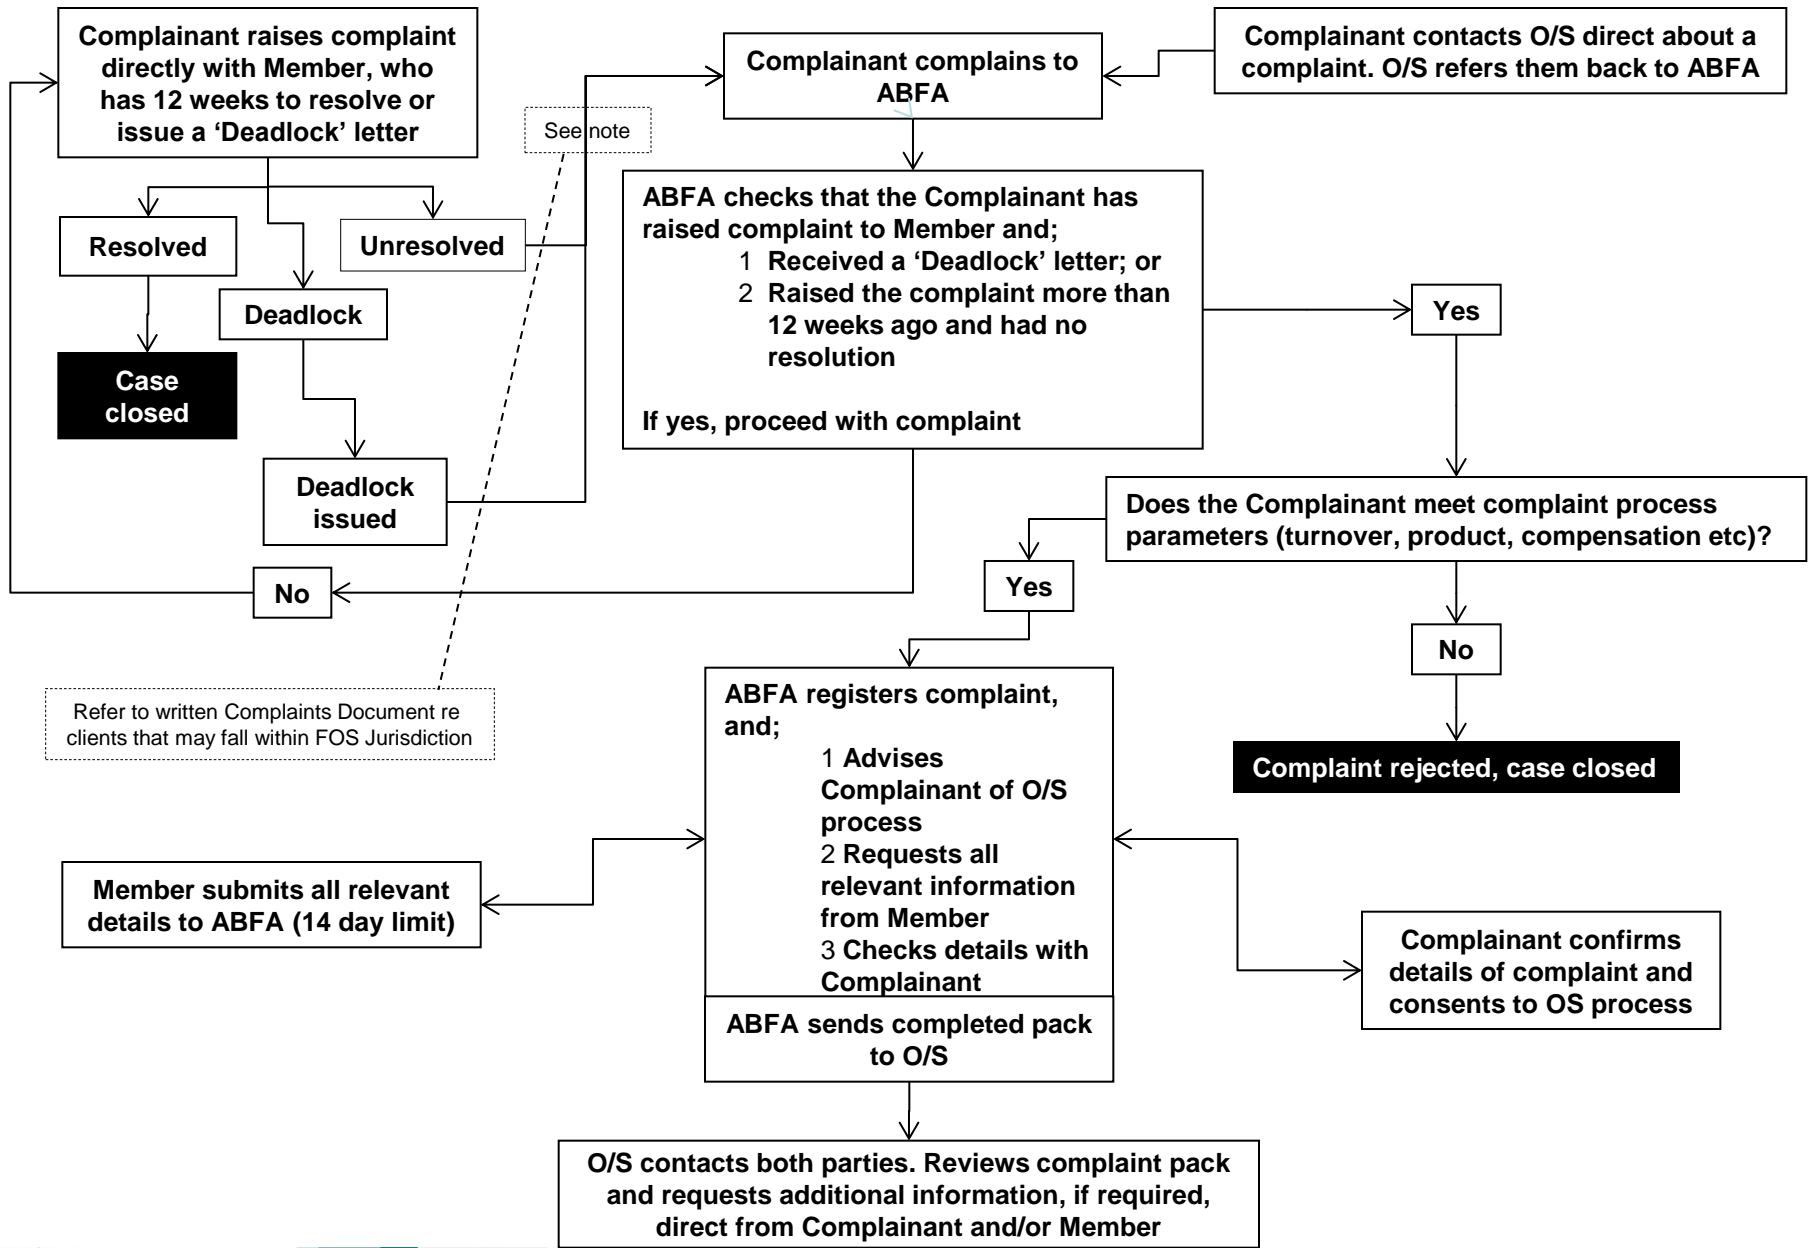 Complainant raises complaint
directly with Member, who
has 12 weeks to resolve or
issue a ‘Deadlock’ letter
Complainant complains to
ABFA
Complainant contacts O/S direct about a
complaint. O/S refers them back to ABFA
See note
Resolved
Unresolved
Deadlock
Case
closed
Deadlock
issued
No
ABFA checks that the Complainant has
raised complaint to Member and;
1 Received a ‘Deadlock’ letter; or
2 Raised the complaint more than
12 weeks ago and had no
resolution
If yes, proceed with complaint
Yes
Does the Complainant meet complaint process
parameters (turnover, product, compensation etc)?
Yes
No
Complaint rejected, case closed
Refer to written Complaints Document re
clients that may fall within FOS Jurisdiction
ABFA registers complaint,
and;
1 Advises
Complainant of O/S
process
2 Requests all
relevant information
from Member
3 Checks details with
Complainant
ABFA sends completed pack
to O/S
Member submits all relevant
details to ABFA (14 day limit)
Complainant confirms
details of complaint and
consents to OS process
O/S contacts both parties. Reviews complaint pack
and requests additional information, if required,
direct from Complainant and/or Member